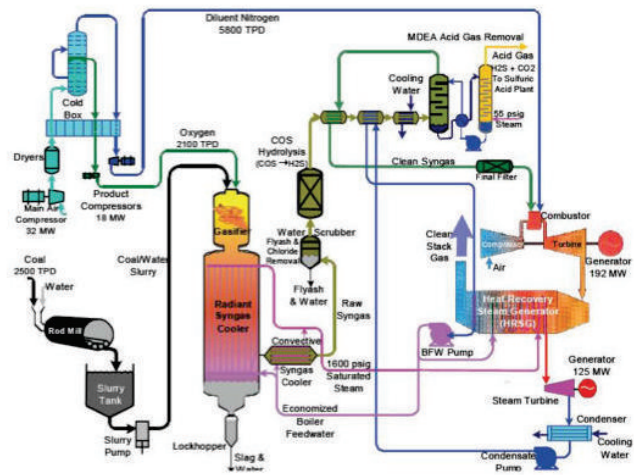 Diluent Nitrogen
5800 TPD
MDEA Acid Gas Removal
Acid Gas
H2S + CO2
To Sulfuric
Acid Plant
Cooling
Water
55 psig
Steam
Cold
Box
Oxygen
2100 TPD
COS
Hydrolysis
(COS → H2S)
Clean Syngas
Final Filter
Dryers
Product
Compressors
18 MW
Main Air
Compressor
32 MW
Gasifier
Water Scrubber
Flyash & Chloride
Removal
Flyash
& Water
Clean
Stack
Gas
Combustor
Compressor
Turbine
Air
Generator
192 MW
Coal
2500 TPD
Water
Coal/Water
Slurry
Raw
Syngas
Radiant
Syngas
Cooler
Heat Recovery
Steam Generator
(HRSG)
Rod Mill
Convective
Syngas
Cooler
BFW Pump
1600 psig
Saturated
Steam
Generator
125 MW
Slurry
Tank
Steam Turbine
Economized
Boiler
Feedwater
Condenser
Slurry
Pump
Lockhopper
Slag &
Water
Condensate
Pump
Cooling
Water